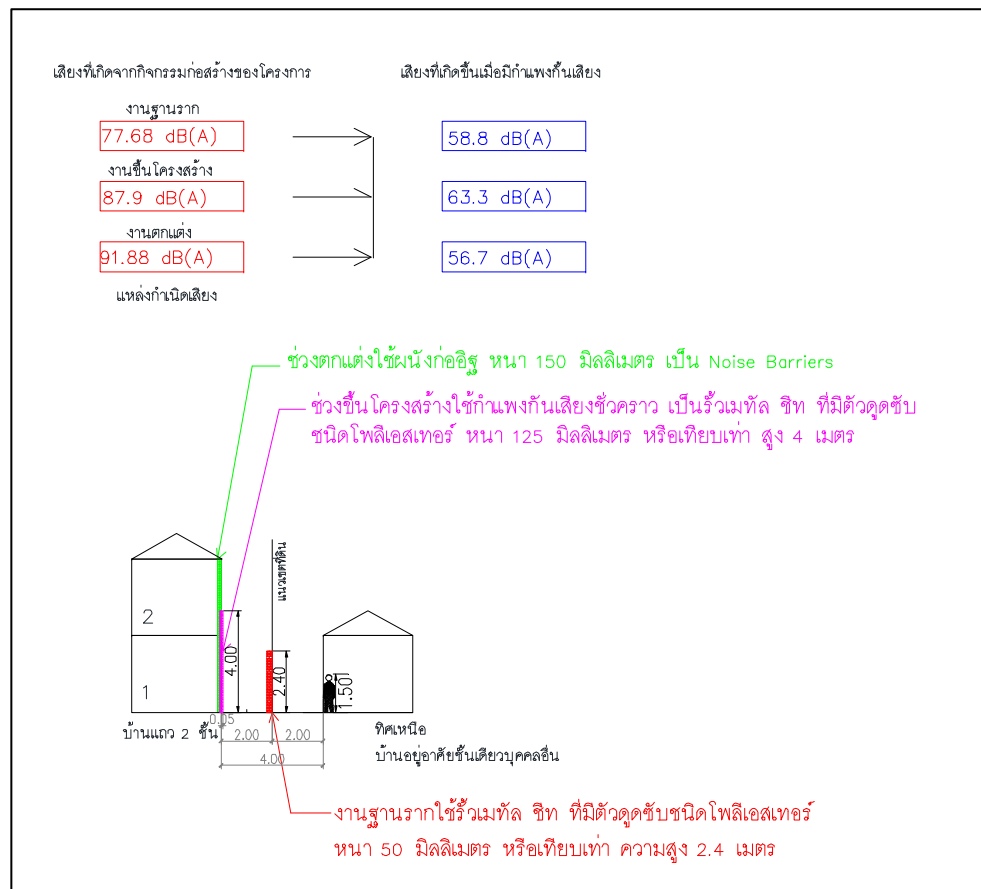 เสียงที่เกิดจากกิจกรรมก่อสร้างของโครงการ
เสียงที่เกิดขึ้นเมื่อมีกำแพงกั้นเสียง
งานฐานราก
77.68 dB(A)
58.8 dB(A)
งานขึ้นโครงสร้าง
87.9 dB(A)
63.3 dB(A)
งานตกแต่ง
91.88 dB(A)
56.7 dB(A)
แหล่งกำเนิดเสียง
ช่วงตกแต่งใช้ผนังก่ออิฐ หนา 150 มิลลิเมตร เป็น Noise Barriers
ช่วงขึ้นโครงสร้างใช้กำแพงกันเสียงชั่วคราว เป็นรั้วเมทัล ชีท ที่มีตัวดูดซับ
ชนิดโพลีเอสเทอร์ หนา 125 มิลลิเมตร หรือเทียบเท่า สูง 4 เมตร
แนวเขตที่ดิน
2
4.00
2.40
1.50
1
0.05
บ้านแถว 2 ชั้น
2.00
2.00
ทิศเหนือ
4.00
บ้านอยู่อาศัยชั้นเดียวบุคคลอื่น
งานฐานรากใช้รั้วเมทัล ชีท ที่มีตัวดูดซับชนิดโพลีเอสเทอร์
หนา 50 มิลลิเมตร หรือเทียบเท่า ความสูง 2.4 เมตร